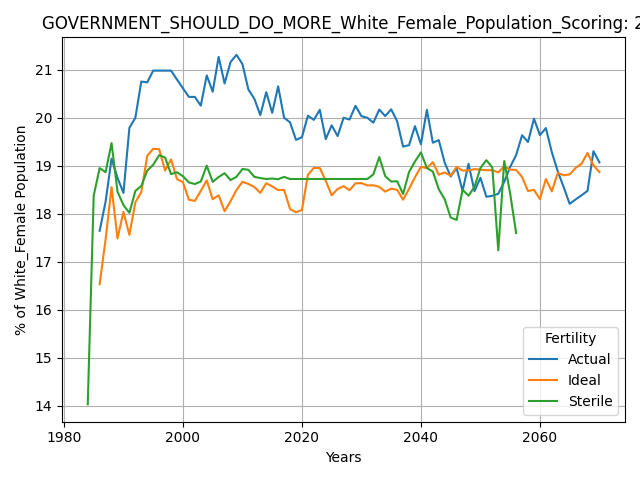 GOVERNMENT_SHOULD_DO_MORE_White_Female_Population_Scoring: 2
% of White_Female Population
21
20
19
18
17
16
15
14
Fertility
Actual
Ideal
Sterile
1980
2000
2020
2040
2060
Years